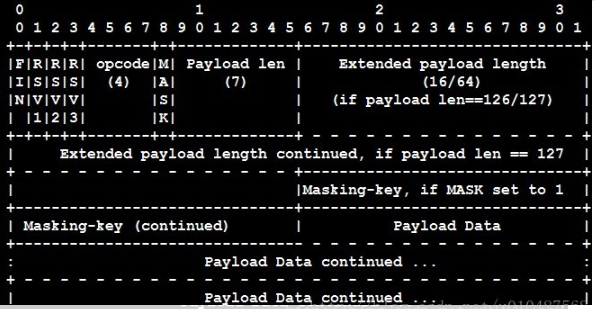 0                   1                   2                   3
0 1 2 3 4 5 6 7 8 9 0 1 2 3 4 5 6 7 8 9 0 1 2 3 4 5 6 7 8 9 0 1
+-+-+-+-+-------+-+-------------+-------------------------------+
|F|R|R|R| opcode|M| Payload len |    Extended payload length    |
|I|S|S|S|  (4)  |A|     (7)     |             (16/64)           |
|N|V|V|V|       |S|             |   (if payload len==126/127)   |
| |1|2|3|       |K|             |                               |
+-+-+-+-+-------+-+-------------+ - - - - - - - - - - - - - - - +
|     Extended payload length continued, if payload len == 127  |
+ - - - - - - - - - - - - - - - +-------------------------------+
|                               |Masking-key, if MASK set to 1  |
+-------------------------------+-------------------------------+
| Masking-key (continued)       |          Payload Data         |
+-------------------------------- - - - - - - - - - - - - - - - +
:                     Payload Data continued ...                :
+ - - - - - - - - - - - - - - - - - - - - - - - - - - - - - - - +
|                     Payload Data continued ...                |